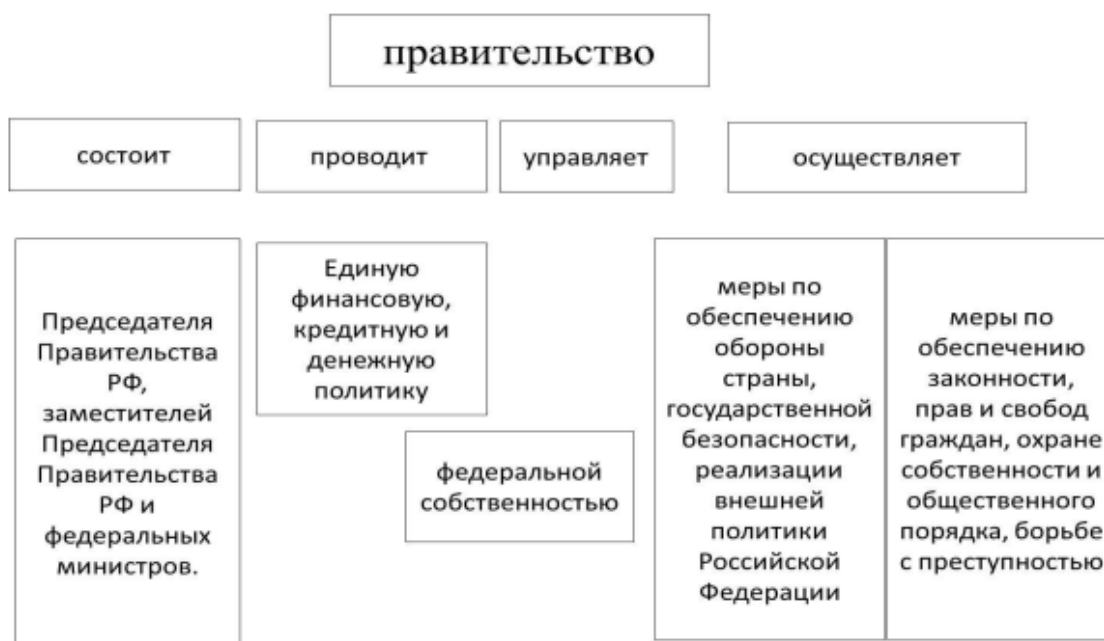 правительство
состоит
проводит
управляет
осуществляет
Председателя
Правительства
РФ,
заместителей
Председателя
Правительства
РФ и
федеральных
министров.
Единую
финансовую,
кредитную и
денежную
политику
федеральной
собственностью
меры по
обеспечению
обороны
страны,
государственной
безопасности,
реализации
внешней
политики
Российской
Федерации
меры по
обеспечению
законности,
прав и свобод
граждан, охране
собственности и
общественного
порядка, борьбе
с преступностью